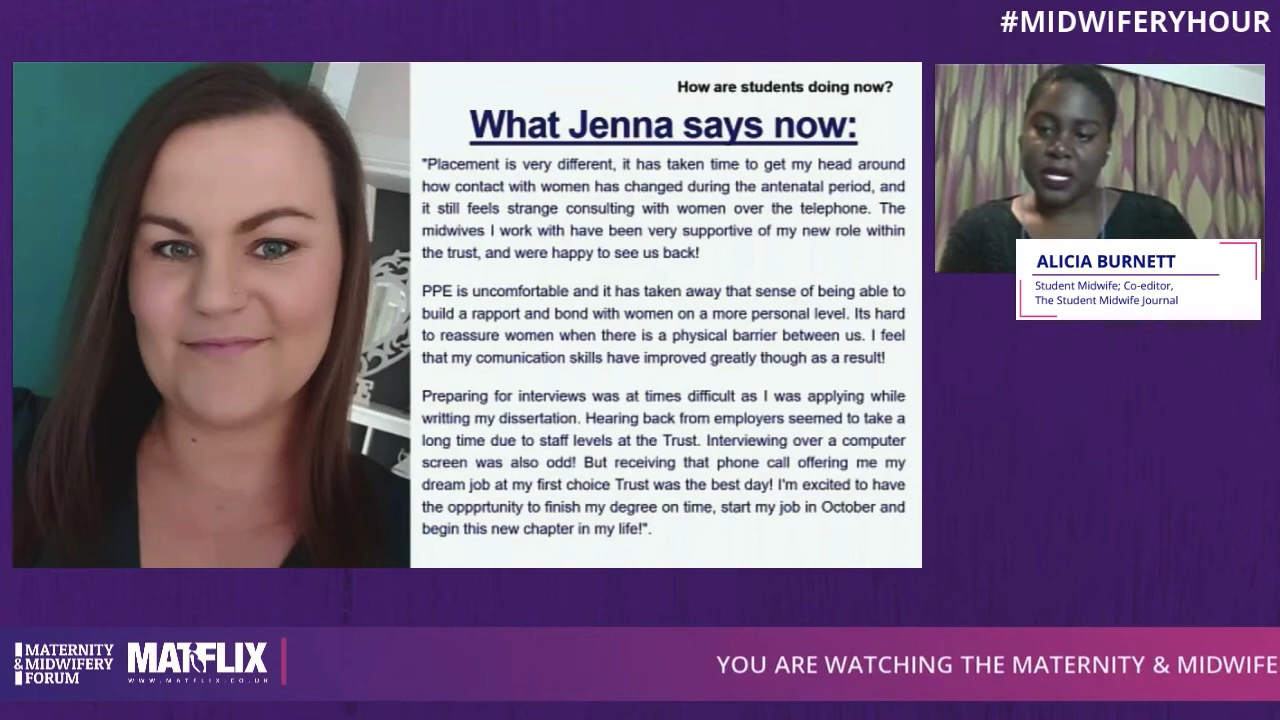 #MIDWIFERYHOUR
How are students doing now?
What Jenna says now:
"Placement is very different, it has taken time to get my head around
how contact with women has changed during the antenatal period, and
it still feels strange consulting with women over the telephone. The
midwives I work with have been very supportive of my new role within
the trust, and were happy to see us back!
PPE is uncomfortable and it has taken away that sense of being able to
build a rapport and bond with women on a more personal level. Its hard
to reassure women when there is a physical barrier between us. I feel
that my comunication skills have improved greatly though as a result!
Preparing for interviews was at times difficult as I was applying while
writting my dissertation. Hearing back from employers seemed to take a
long time due to staff levels at the Trust. Interviewing over a computer
screen was also odd! But receiving that phone call offering me my
dream job at my first choice Trust was the best day! I'm excited to have
the oppprtunity to finish my degree on time, start my job in October and
begin this new chapter in my life!".
ALICIA BURNETT
Student Midwife; Co-editor,
The Student Midwife Journal
MATERNITY
&MIDWIFERY
FORUM
MATFLIX
WWW.MATFLIX.CO.UK
YOU ARE WATCHING THE MATERNITY & MIDWIFE